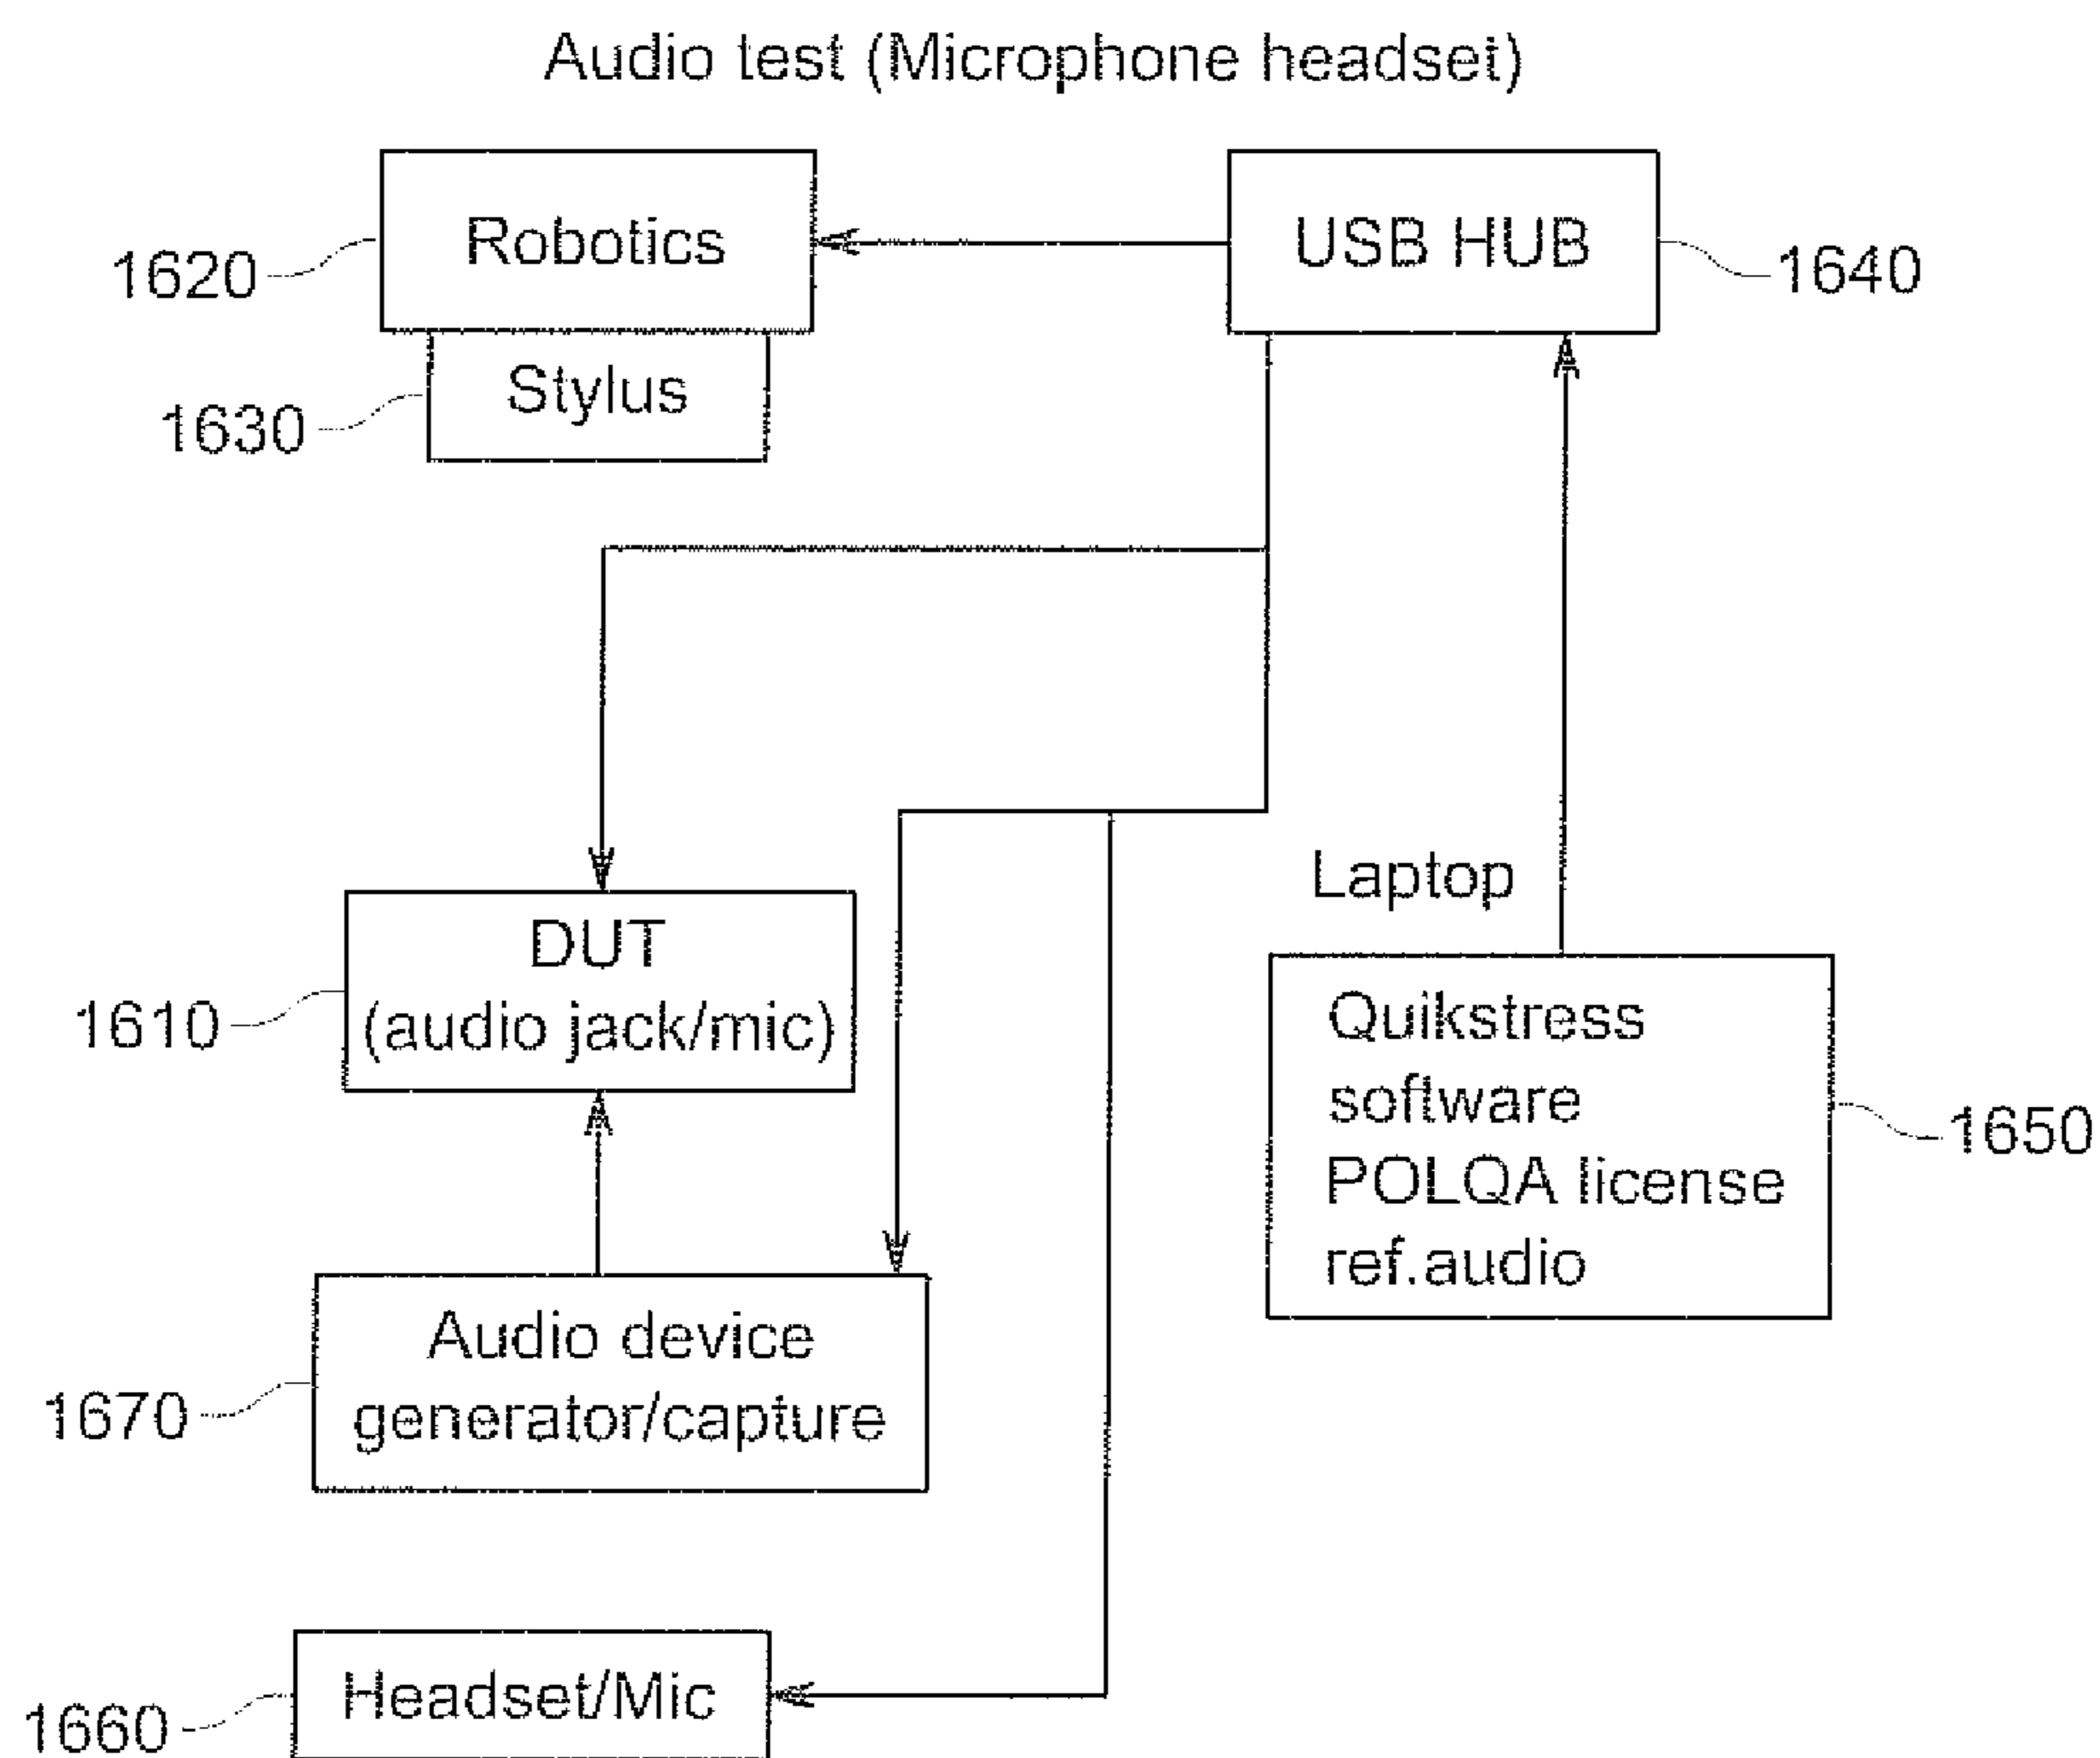 Audio test (Microphone headset)
Robotics
USB HUB
1620
1640
Stylus
1630
Laptop
DUT
(audio jack/mic)
1610
Quikstress
software
POLQA license
ref.audio
1650
Audio device
generator/capture
1670
Headset/Mic
1660